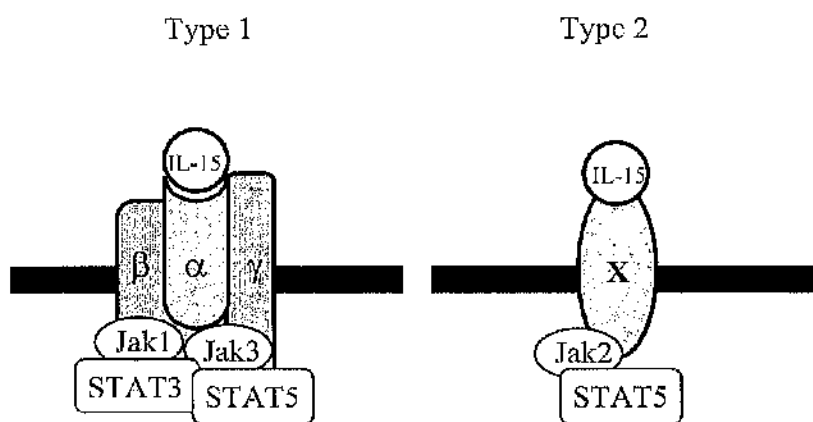 Type 1
Type 2
IL-15
IL-15
β α γ
X
Jak1 Jak3
Jak2
STAT3
STAT5
STAT5